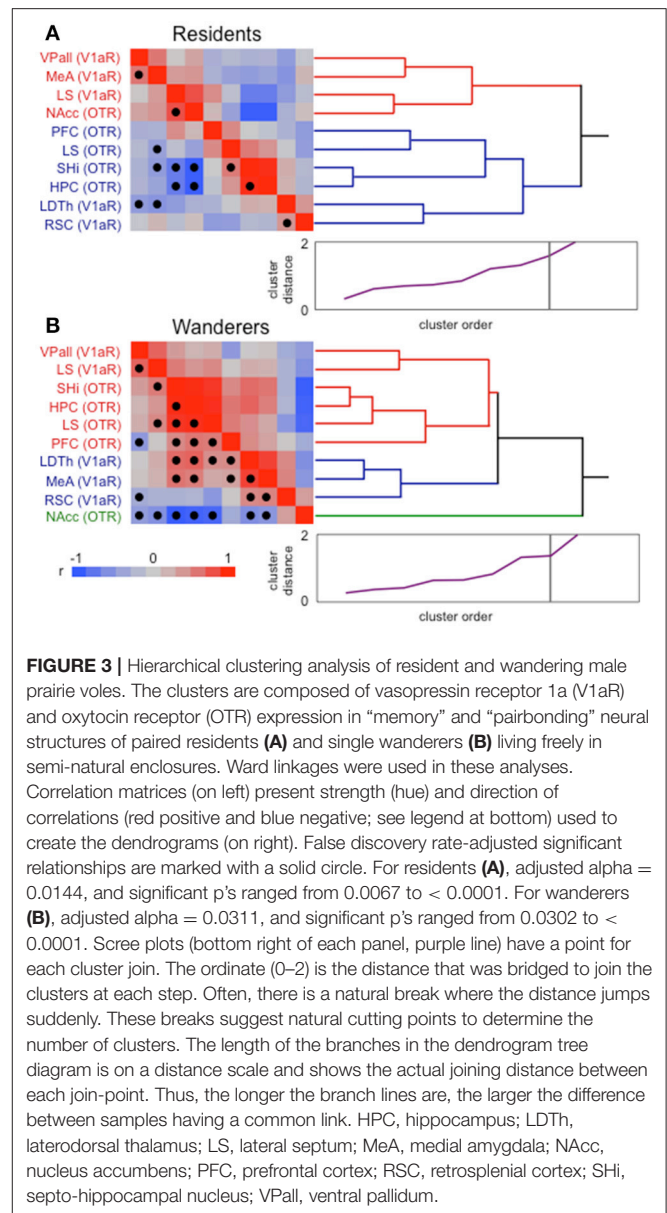 A
Residents
VPall (V1aR)
MeA (V1aR)
LS (V1aR)
NAcc (OTR)
PFC (OTR)
LS (OTR)
SHi (OTR)
HPC (OTR)
LDTh (V1aR)
RSC (V1aR)
2
cluster
distance
0
cluster order
B
Wanderers
VPall (V1aR)
LS (V1aR)
SHi (OTR)
HPC (OTR)
LS (OTR)
PFC (OTR)
LDTh (V1aR)
MeA (V1aR)
RSC (V1aR)
NAcc (OTR)
-1 0 1
r
2
cluster
distance
0
cluster order
FIGURE 3 | Hierarchical clustering analysis of resident and wandering male
prairie voles. The clusters are composed of vasopressin receptor 1a (V1aR)
and oxytocin receptor (OTR) expression in “memory” and “pairbonding” neural
structures of paired residents (A) and single wanderers (B) living freely in
semi-natural enclosures. Ward linkages were used in these analyses.
Correlation matrices (on left) present strength (hue) and direction of
correlations (red positive and blue negative; see legend at bottom) used to
create the dendrograms (on right). False discovery rate-adjusted significant
relationships are marked with a solid circle. For residents (A), adjusted alpha =
0.0144, and significant p’s ranged from 0.0067 to < 0.0001. For wanderers
(B), adjusted alpha = 0.0311, and significant p’s ranged from 0.0302 to <
0.0001. Scree plots (bottom right of each panel, purple line) have a point for
each cluster join. The ordinate (0–2) is the distance that was bridged to join the
clusters at each step. Often, there is a natural break where the distance jumps
suddenly. These breaks suggest natural cutting points to determine the
number of clusters. The length of the branches in the dendrogram tree
diagram is on a distance scale and shows the actual joining distance between
each join-point. Thus, the longer the branch lines are, the larger the difference
between samples having a common link. HPC, hippocampus; LDTh,
laterodorsal thalamus; LS, lateral septum; MeA, medial amygdala; NAcc,
nucleus accumbens; PFC, prefrontal cortex; RSC, retrosplenial cortex; SHi,
septo-hippocampal nucleus; VPall, ventral pallidum.